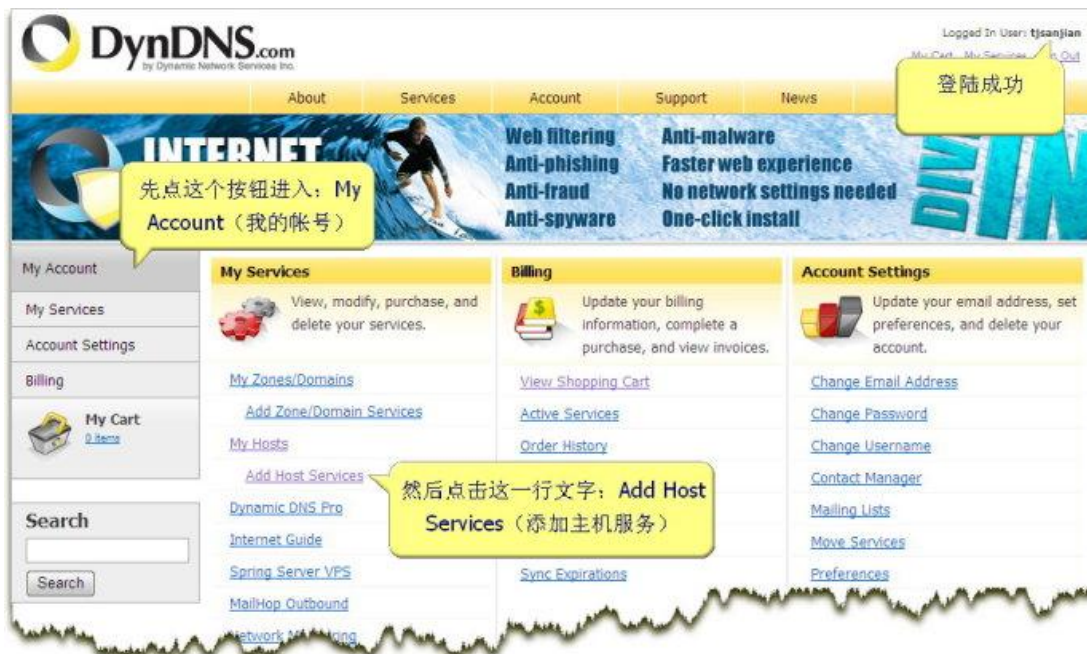 DynDNS.com
by Dynamic Network Services Inc.
Logged In User: tjsanjian
My Cart My Services Out
登陆成功
About Services Account Support News
INTERNET
Web filtering
Anti-phishing
Anti-fraud
Anti-spyware
Anti-malware
Faster web experience
No network settings needed
One-click install
DIV
IN
先点这个按钮进入：My
Account（我的帐号）
My Account
My Services
Account Settings
Billing
My Cart
0 items
Search
Search
My Services
View, modify, purchase, and
delete your services.
My Zones/Domains
Add Zone/Domain Services
My Hosts
Add Host Services
Dynamic DNS Pro
Internet Guide
Spring Server VPS
MailHop Outbound
然后点击这一行文字：Add Host
Services（添加主机服务）
Billing
Update your billing
information, complete a
purchase, and view invoices.
View Shopping Cart
Active Services
Order History
Sync Expirations
Account Settings
Update your email address, set
preferences, and delete your
account.
Change Email Address
Change Password
Change Username
Contact Manager
Mailing Lists
Move Services
Preferences